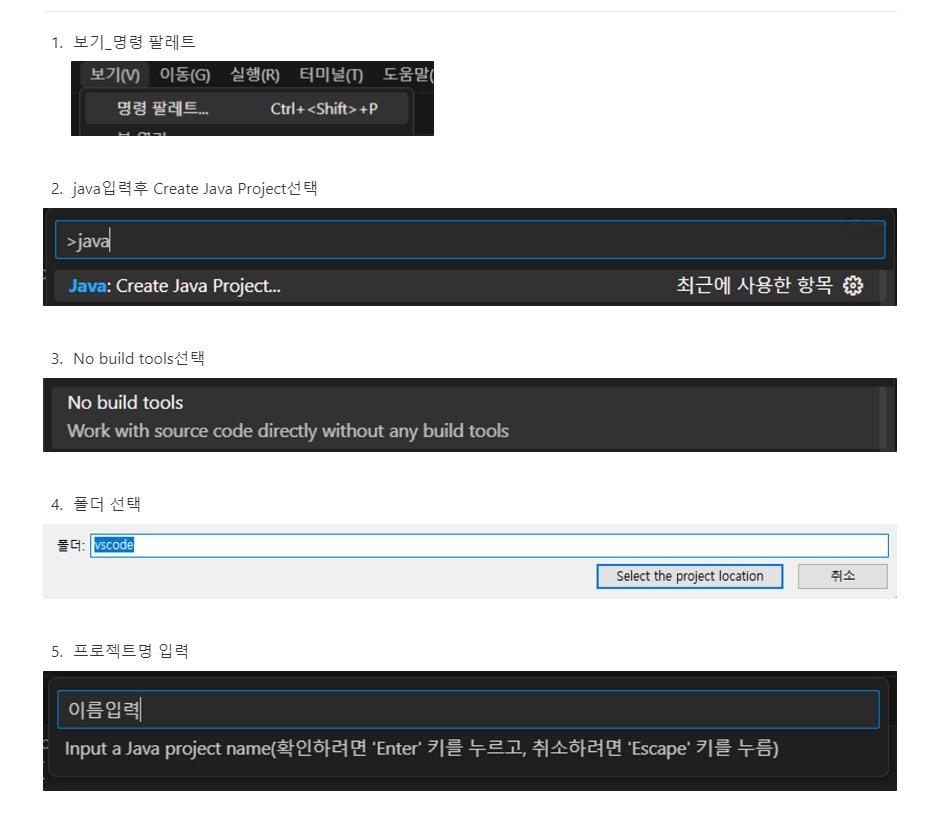 1. 보기_명령 팔레트
보기(V) 이동(G) 실행(R) 터미널(T) 도움말(
명령 팔레트... Ctrl+<Shift>+P
2. java입력후 Create Java Project선택
>java
Java: Create Java Project... 최근에 사용한 항목
3. No build tools선택
No build tools
Work with source code directly without any build tools
4. 폴더 선택
폴더: vscode
Select the project location 취소
5. 프로젝트명 입력
이름입력
Input a Java project name(확인하려면 'Enter' 키를 누르고, 취소하려면 'Escape' 키를 누름)